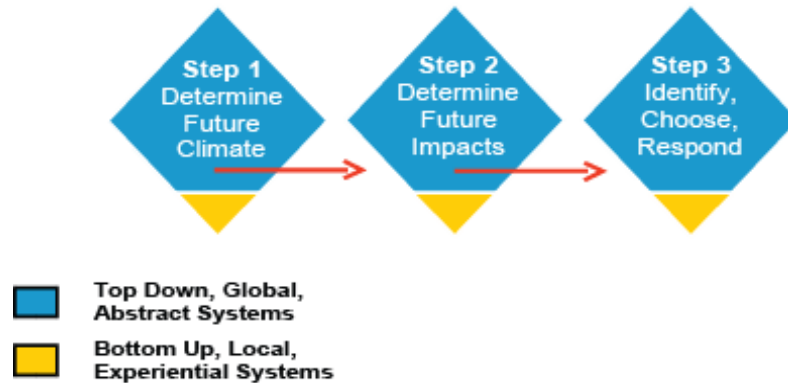 Step 1
Determine
Future
Climate
Step 2
Determine
Future
Impacts
Step 3
Identify,
Choose,
Respond
Top Down, Global,
Abstract Systems
Bottom Up, Local,
Experiential Systems